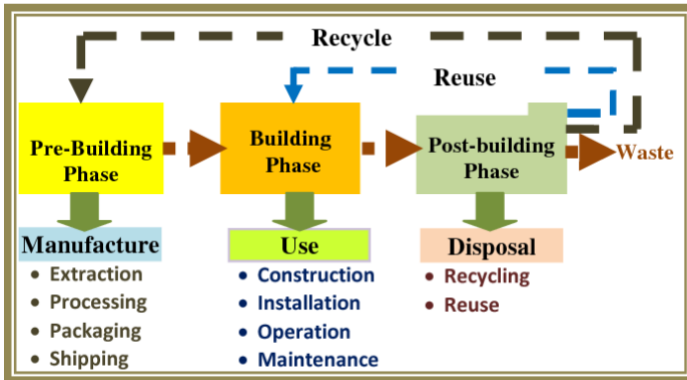 Recycle
Reuse
Pre-Building
Phase
Building
Phase
Post-building
Phase
Waste
Manufacture
• Extraction
• Processing
• Packaging
• Shipping
Use
• Construction
• Installation
• Operation
• Maintenance
Disposal
• Recycling
• Reuse